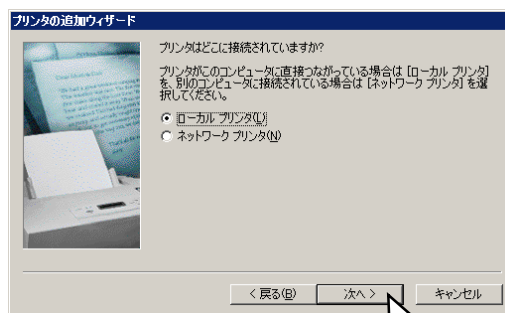 プリンタの追加ウィザード
プリンタはどこに接続されていますか?
プリンタがこのコンピュータに直接つながっている場合は [ローカル プリンタ]
を、別のコンピュータに接続されている場合は [ネットワーク プリンタ] を選
択してください。
ローカル プリンタ(L)
ネットワーク プリンタ(N)
< 戻る(B)
次へ >
キャンセル